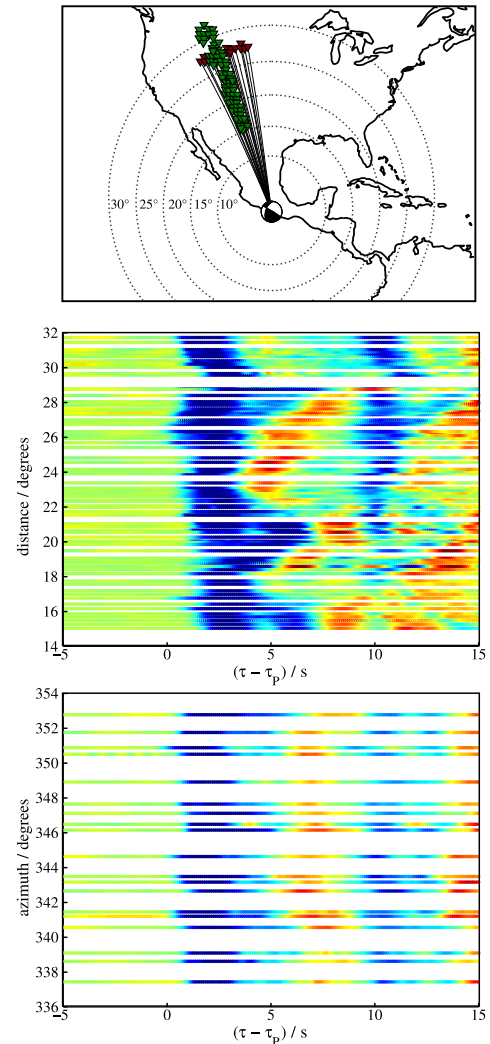 30° 25° 20° 15° 10°
32
30
28
26
24
22
20
18
16
14
distance / degrees
−5 0 5 10 15
(τ − τP) / s
354
352
350
348
346
344
342
340
338
336
azimuth / degrees
−5 0 5 10 15
(τ − τP) / s